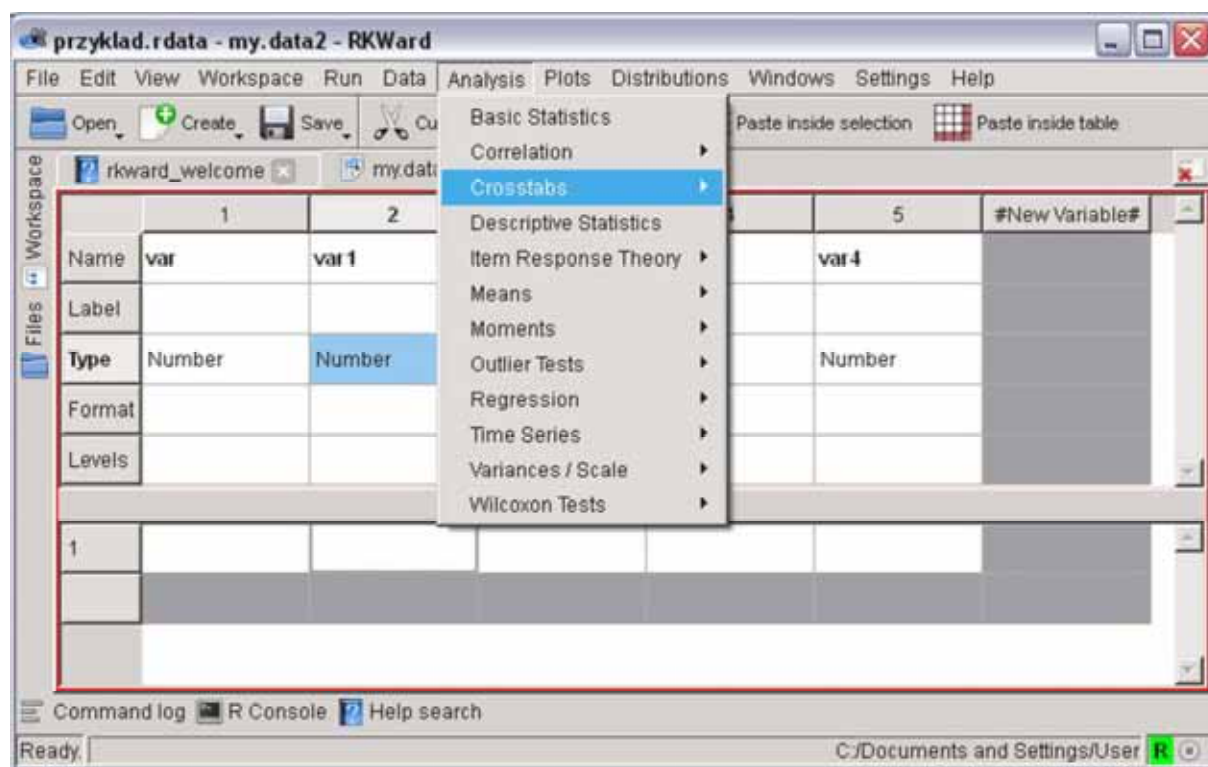 przyklad.rdata - my.data2 - RKWard
File Edit View Workspace Run Data Analysis Plots Distributions Windows Settings Help
Open Create Save Cu Paste inside selection Paste inside table
Basic Statistics
Correlation
Crosstabs
Descriptive Statistics
Item Response Theory
Means
Moments
Outlier Tests
Regression
Time Series
Variances / Scale
Wilcoxon Tests
Workspace
Files
rkward_welcome my.data
1 2 5 #New Variable#
Name var var1 var4
Label
Type Number Number Number
Format
Levels
1
Command log R Console Help search
Ready. C:/Documents and Settings/User R